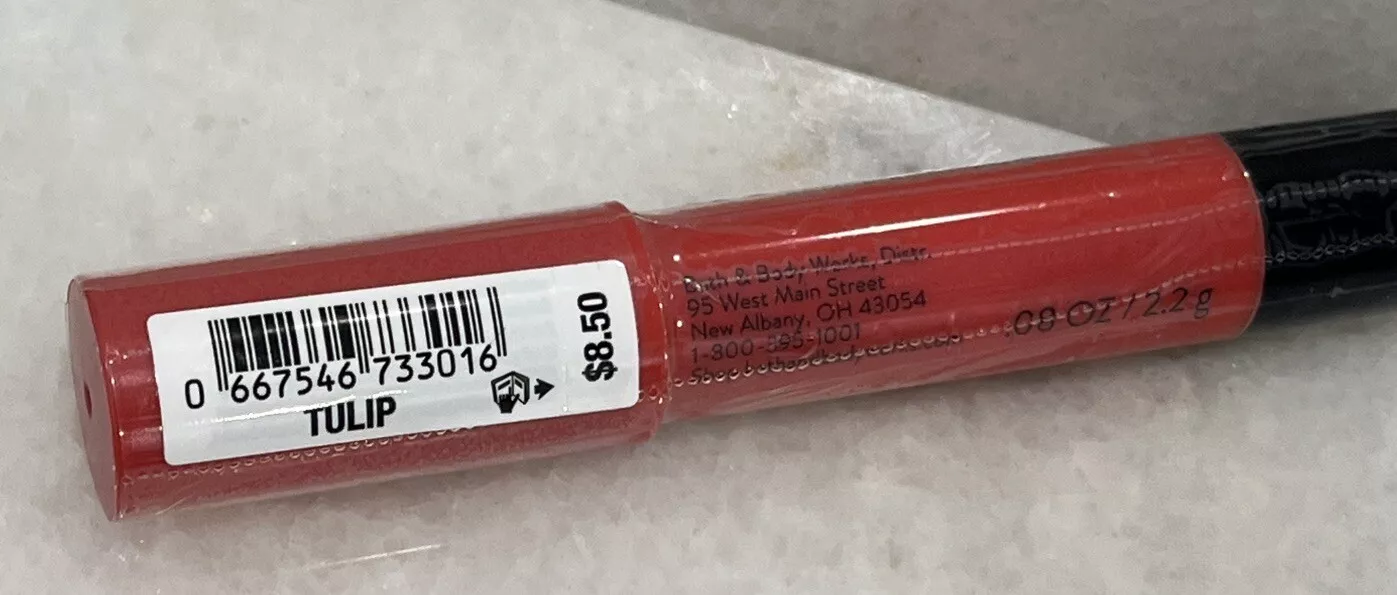 0 667546 733016
TULIP
$8.50
Bath & Body Works, Distr.
95 West Main Street
New Albany, OH 43054
1-800-395-1001
.08 OZ / 2.2 g